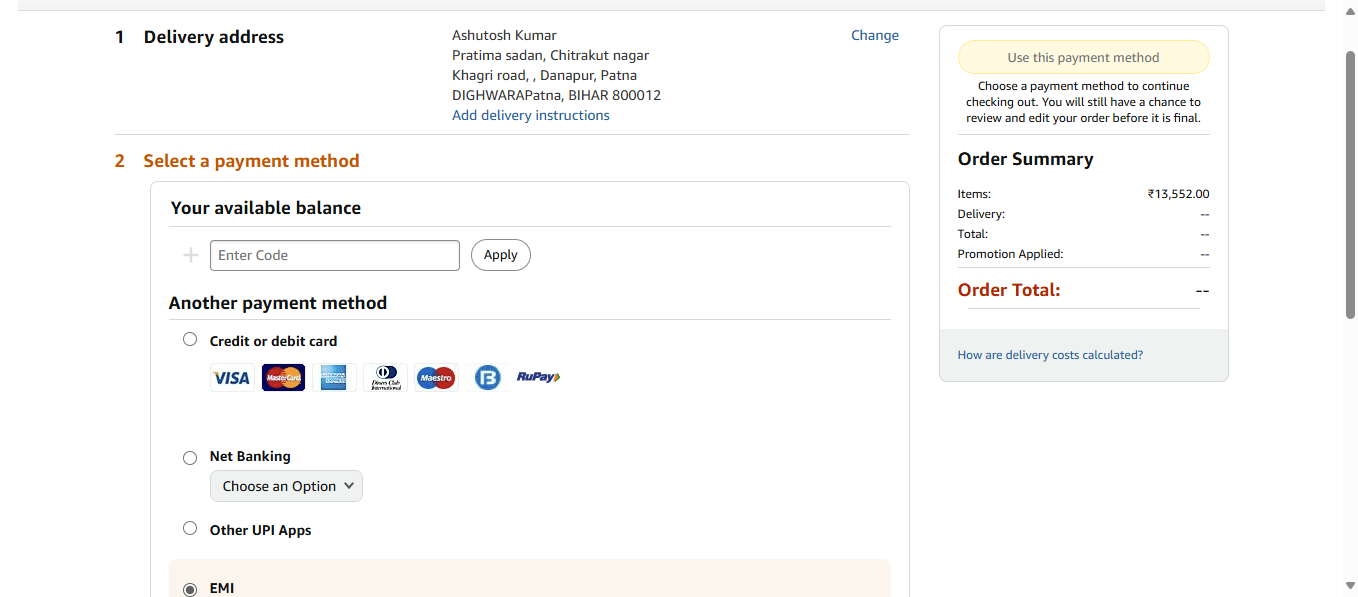 1 Delivery address
Ashutosh Kumar
Pratima sadan, Chitrakut nagar
Khagri road, , Danapur, Patna
DIGHWARAPatna, BIHAR 800012
Add delivery instructions
Change
2 Select a payment method
Your available balance
Enter Code
Apply
Another payment method
Credit or debit card
VISA MasterCard AMERICAN EXPRESS Diners Club International Maestro B RuPay
Net Banking
Choose an Option
Other UPI Apps
EMI
Use this payment method
Choose a payment method to continue
checking out. You will still have a chance to
review and edit your order before it is final.
Order Summary
Items: ₹13,552.00
Delivery: --
Total: --
Promotion Applied: --
Order Total: --
How are delivery costs calculated?